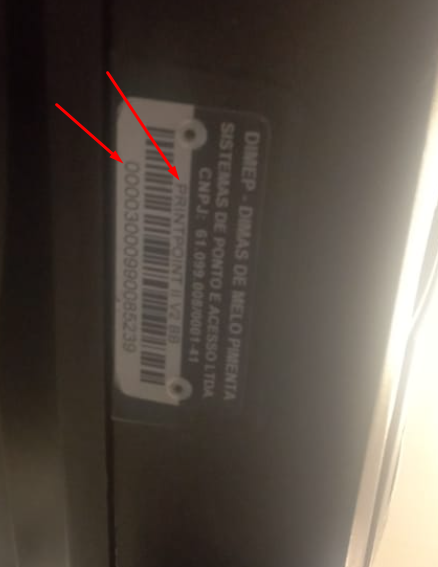 DIMEP - DIMAS DE MELO PIMENTA
SISTEMAS DE PONTO E ACESSO LTDA
CNPJ: 61.099.008/0001-41
PRINTPOINT II V2 BB
00003000990085239